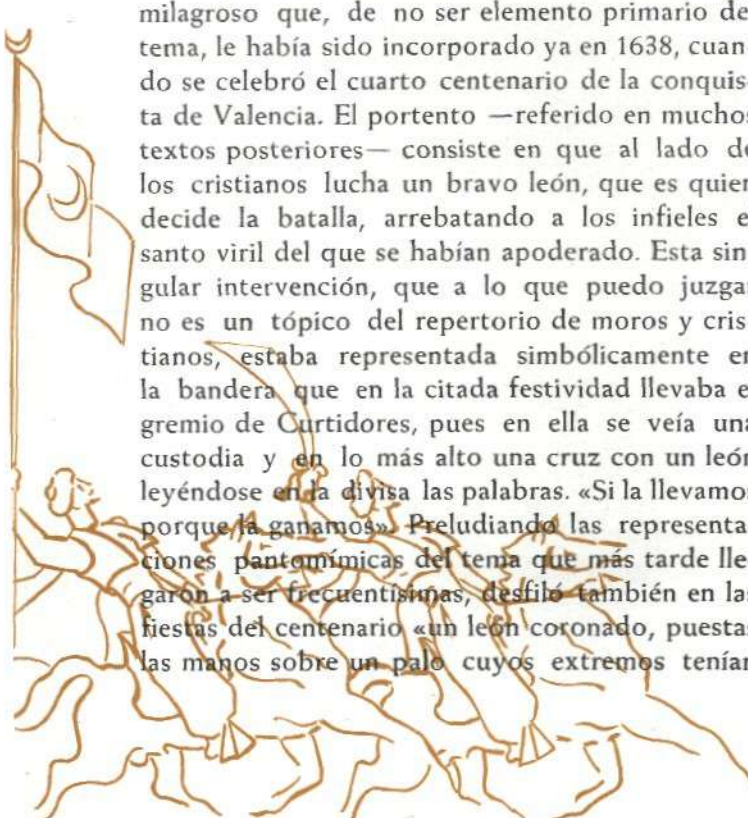 milagroso que, de no ser elemento primario de
tema, le había sido incorporado ya en 1638, cuan
do se celebró el cuarto centenario de la conquis
ta de Valencia. El portento —referido en mucho
textos posteriores— consiste en que al lado de
los cristianos lucha un bravo león, que es quien
decide la batalla, arrebatando a los infieles e
santo viril del que se habían apoderado. Esta sin
gular intervención, que a lo que puedo juzga
no es un tópico del repertorio de moros y cris
tianos, estaba representada simbólicamente en
la bandera que en la citada festividad llevaba e
gremio de Curtidores, pues en ella se veía una
custodia y en lo más alto una cruz con un león
leyéndose en la divisa las palabras. «Si la llevamo
porque la ganamos». Preludiando las representa
ciones pantomímicas del tema que más tarde lle
garon a ser frecuentísimas, desfiló también en la
fiestas del centenario «un león coronado, puesta
las manos sobre un palo cuyos extremos tenían